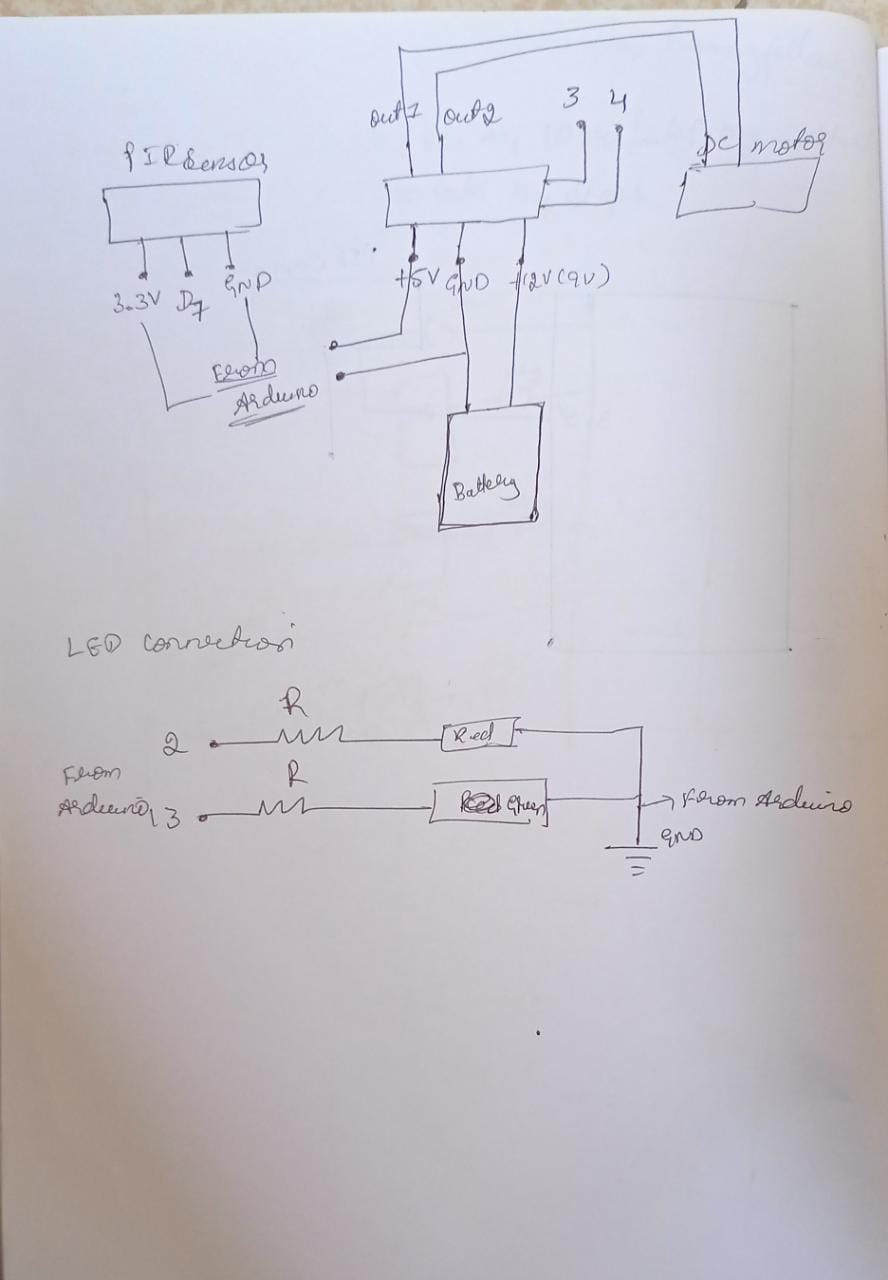 out1 out2 3 4
PIR Sensor
DC motor
3.3V D7 GND
+5V GND +12V(9V)
From
Arduino
Battery
LED connection
R
2 Red
From
Arduino
R
13 Green
From Arduino
GND